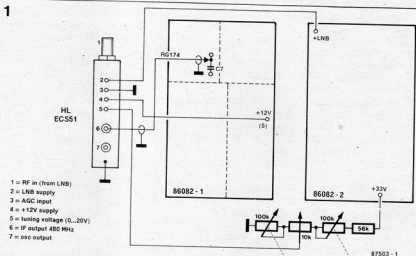 1
1
2
3
4
5
6
7
HL
ECS51
RG174
C7
+12V
(5)
86082 - 1
+LNB
86082 - 2
+33V
100k
10k
100k
56k
87503 - 1
1 = RF in (from LNB)
2 = LNB supply
3 = AGC input
4 = +12V supply
5 = tuning voltage (0...20V)
6 = IF output 480 MHz
7 = osc output